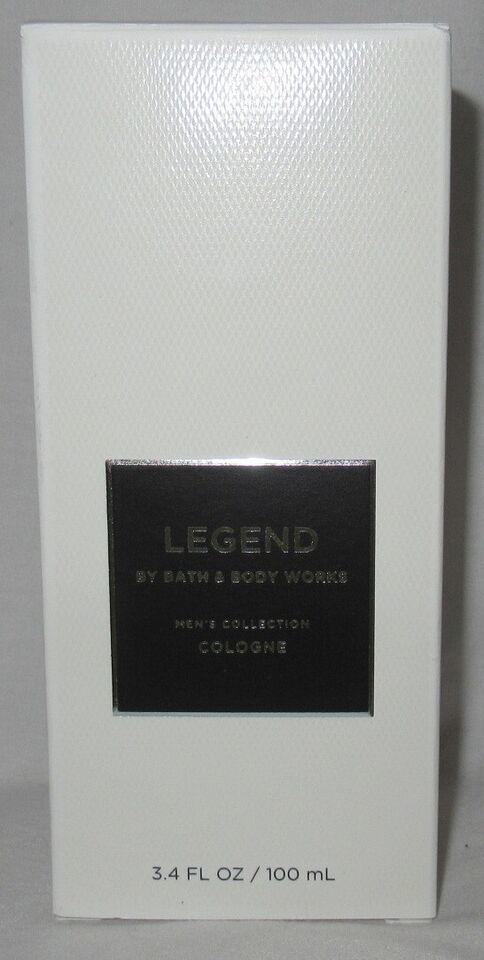 LEGEND
BY BATH & BODY WORKS
MEN'S COLLECTION
COLOGNE
3.4 FL OZ / 100 mL